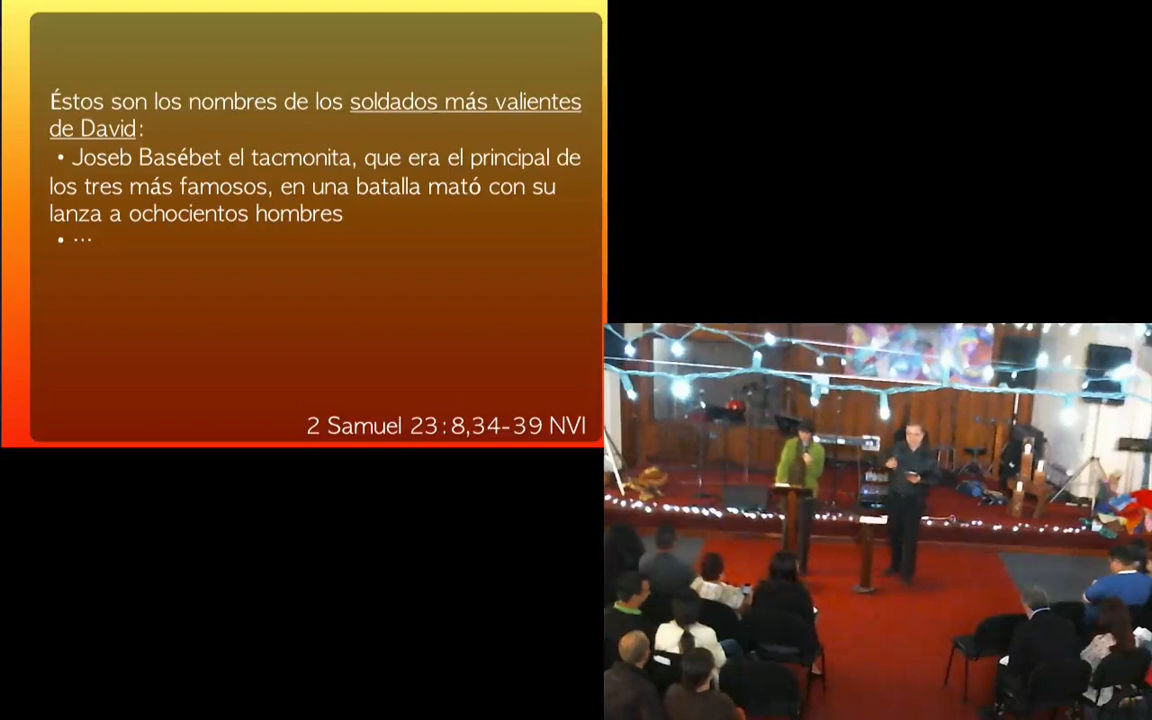 Éstos son los nombres de los soldados más valientes
de David:
• Joseb Basébet el tacmonita, que era el principal de
los tres más famosos, en una batalla mató con su
lanza a ochocientos hombres
• ...
2 Samuel 23:8,34-39 NVI